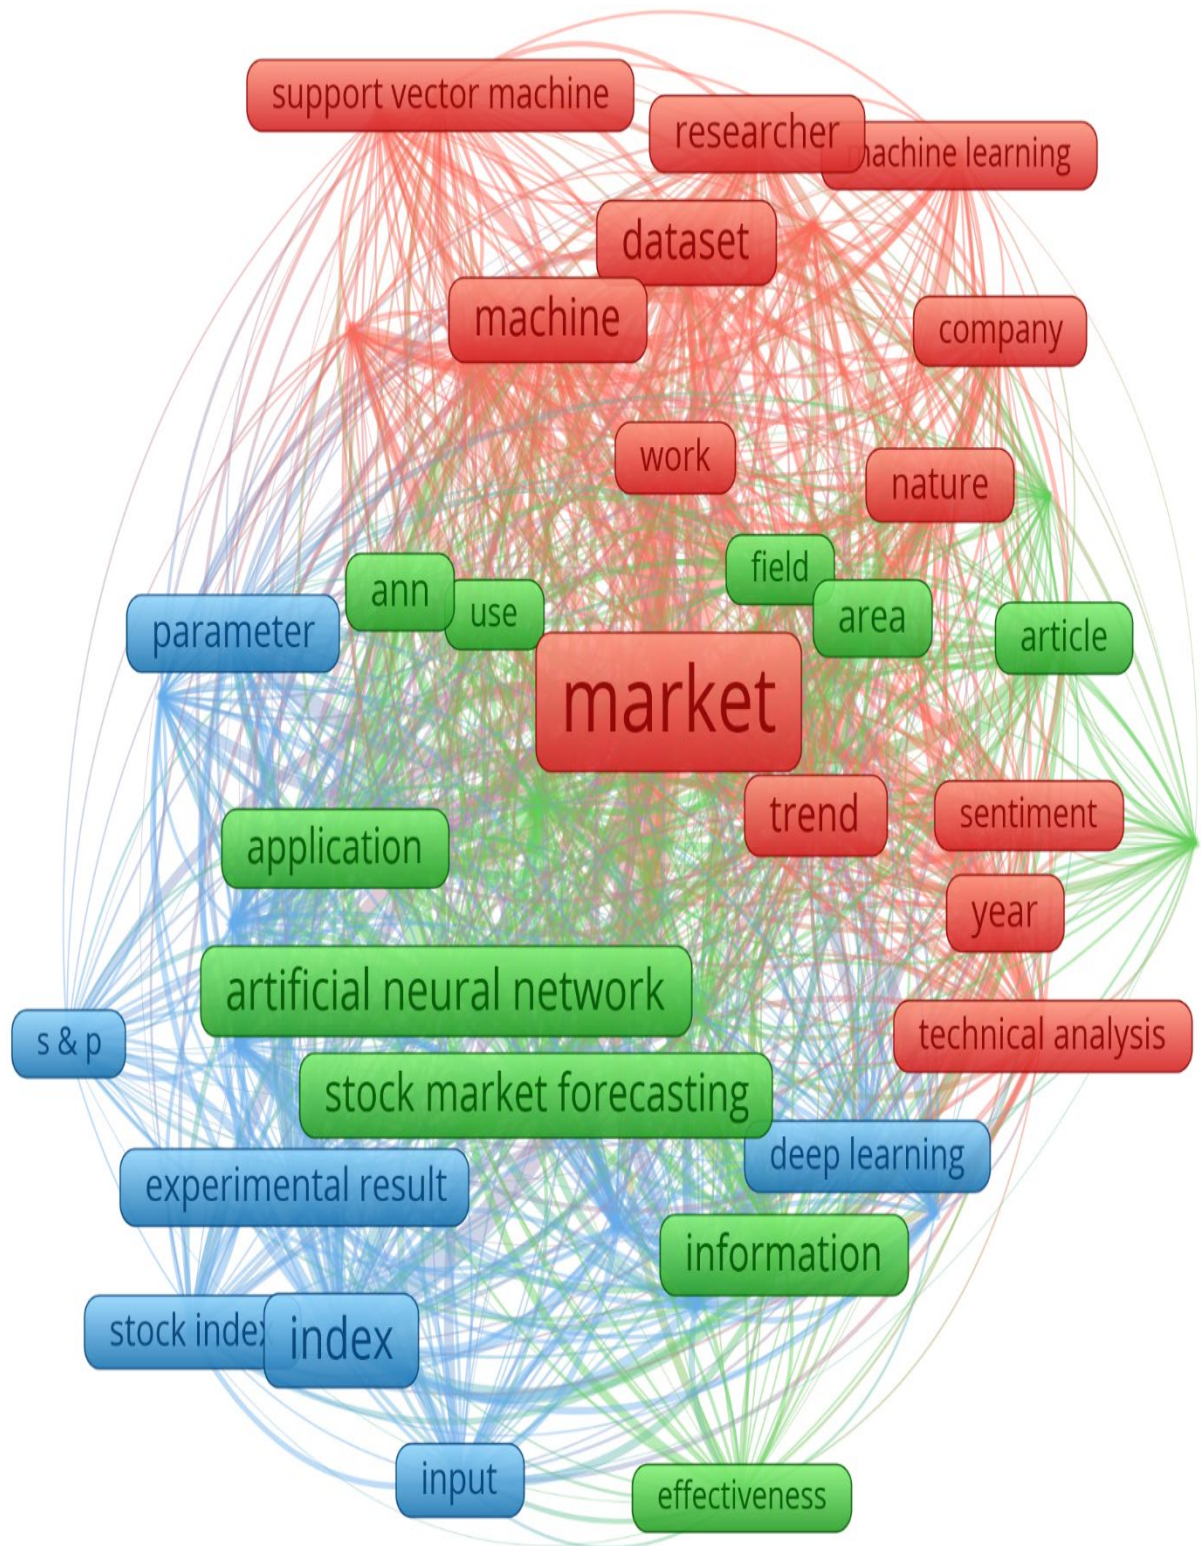 support vector machine
researcher
machine learning
dataset
machine
company
work
nature
field
ann
use
area
parameter
article
market
trend
sentiment
application
year
artificial neural network
technical analysis
s & p
stock market forecasting
deep learning
experimental result
information
stock index
index
input
effectiveness